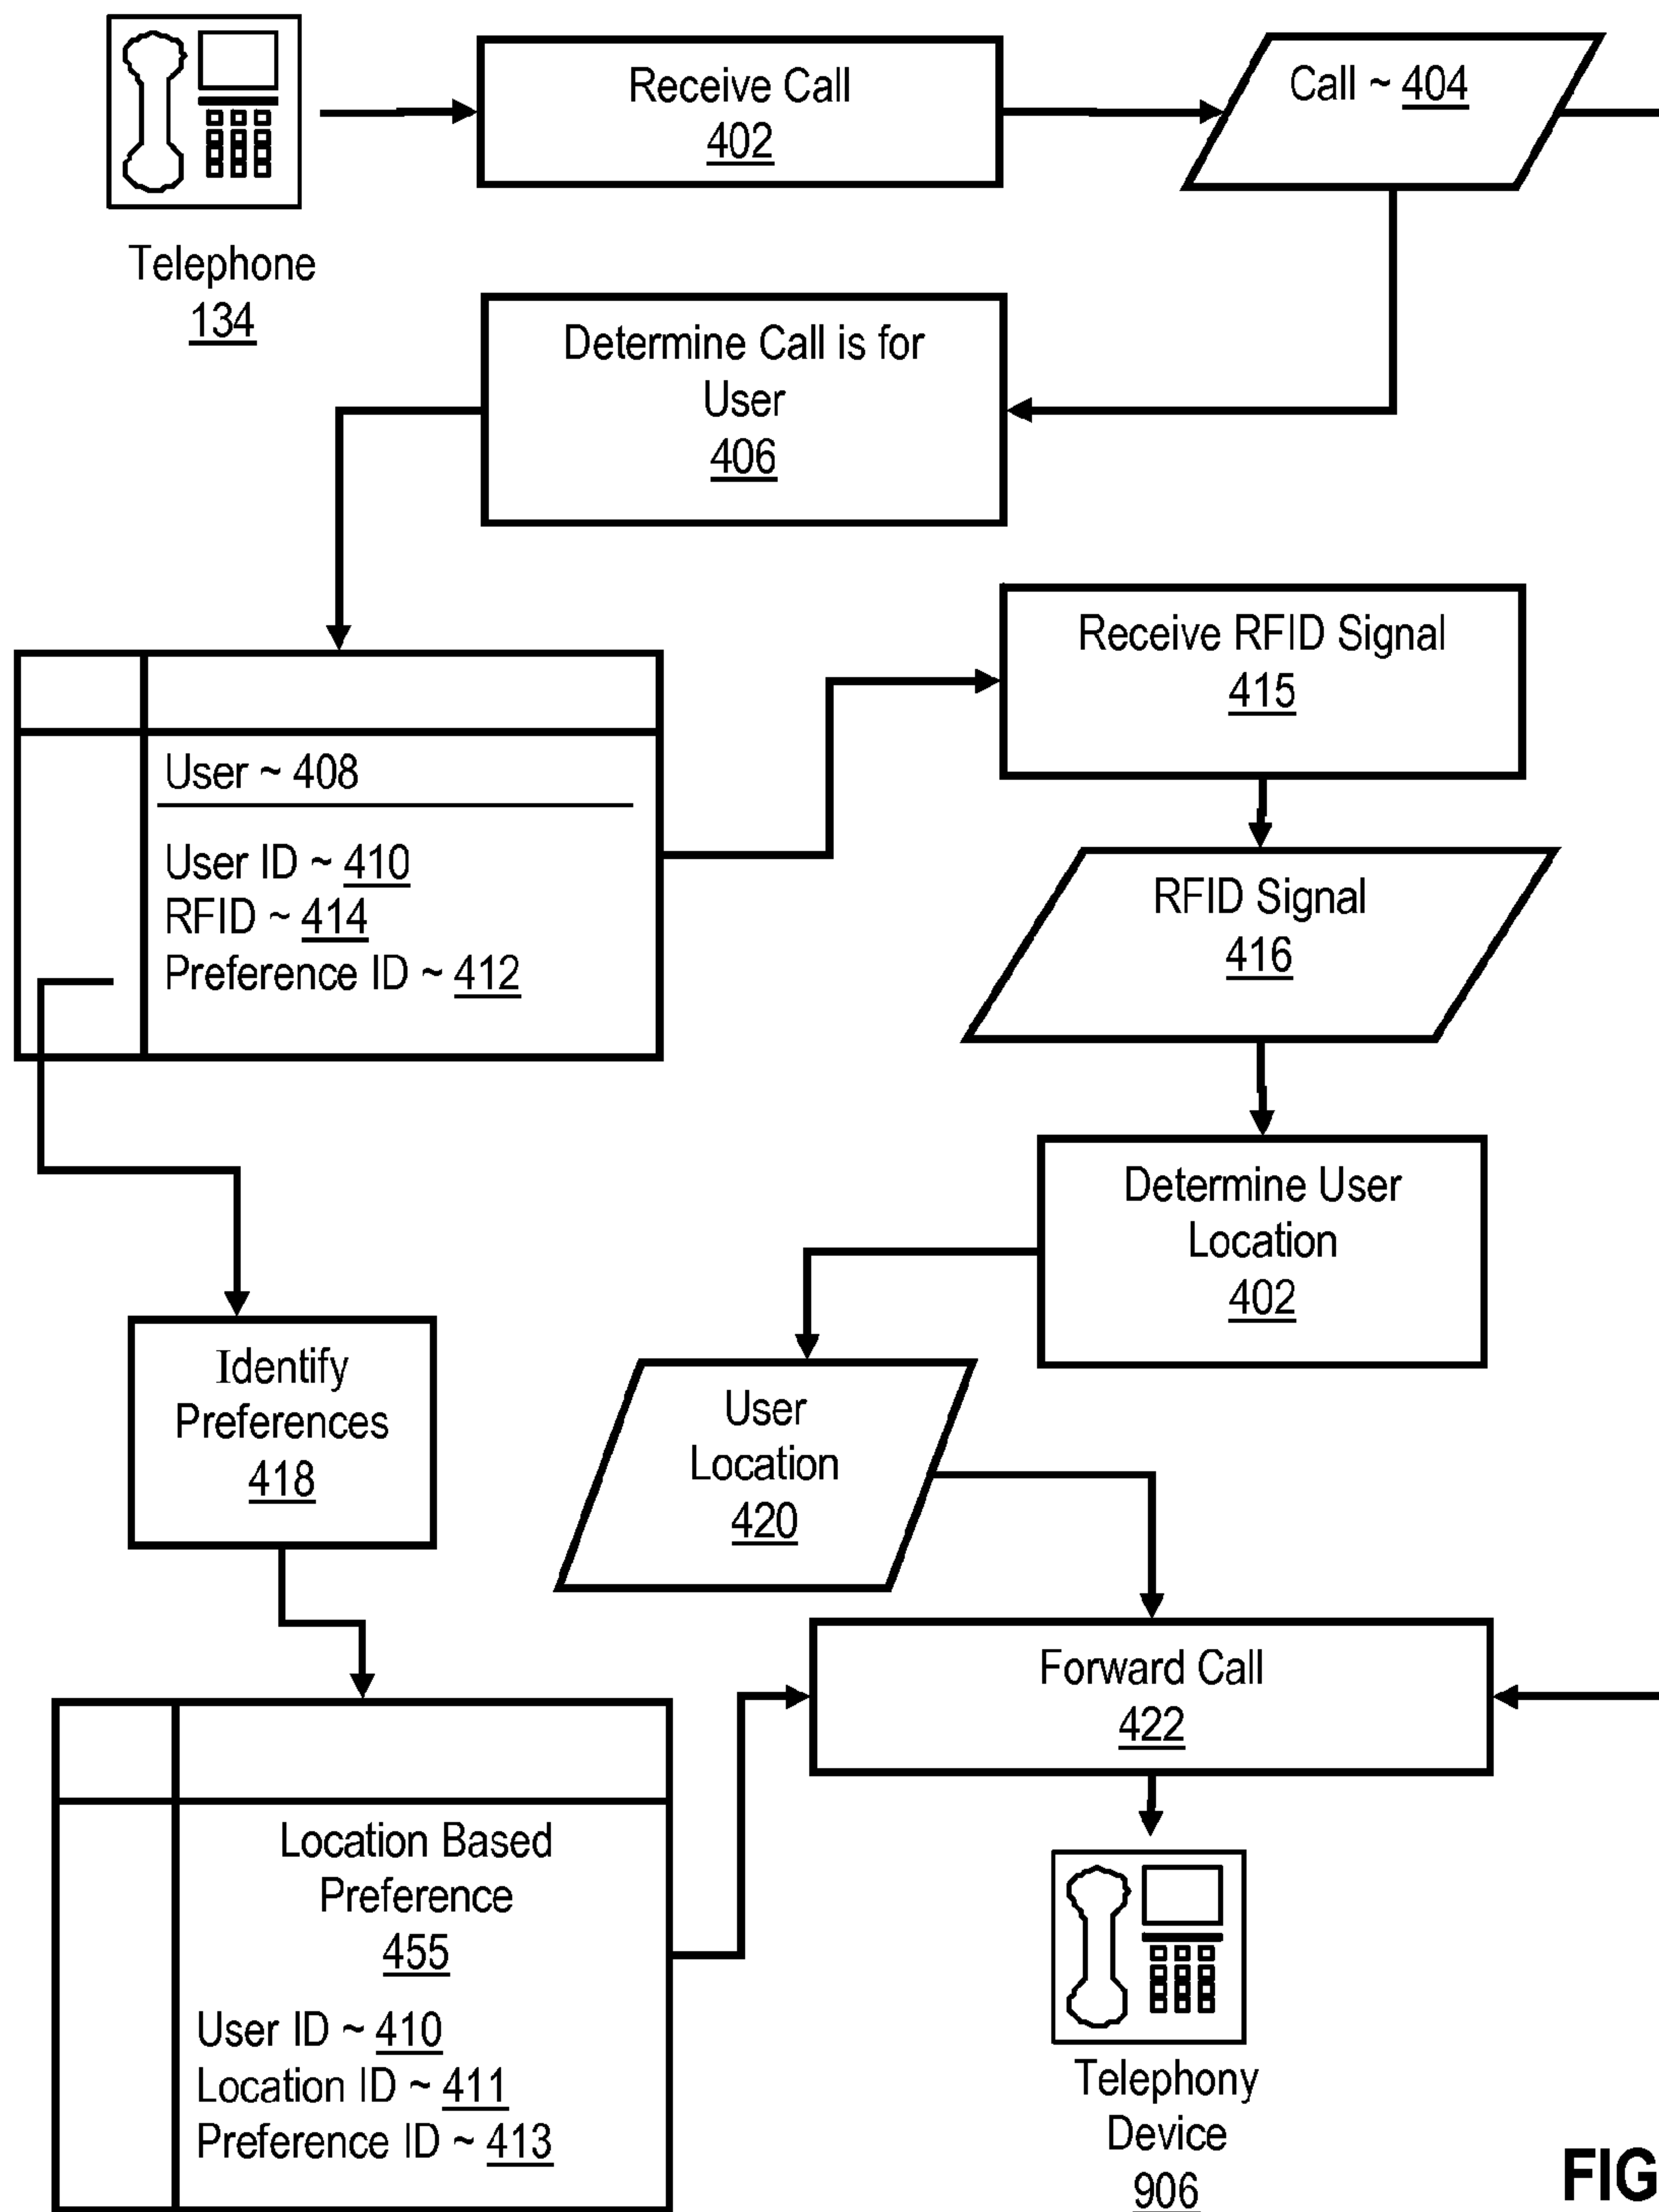 Receive Call
402
Call ~ 404
Telephone
134
Determine Call is for
User
406
Receive RFID Signal
415
User ~ 408
User ID ~ 410
RFID ~ 414
Preference ID ~ 412
RFID Signal
416
Determine User
Location
402
Identify
Preferences
418
User
Location
420
Forward Call
422
Location Based
Preference
455
User ID ~ 410
Location ID ~ 411
Preference ID ~ 413
Telephony
Device
906
FIG